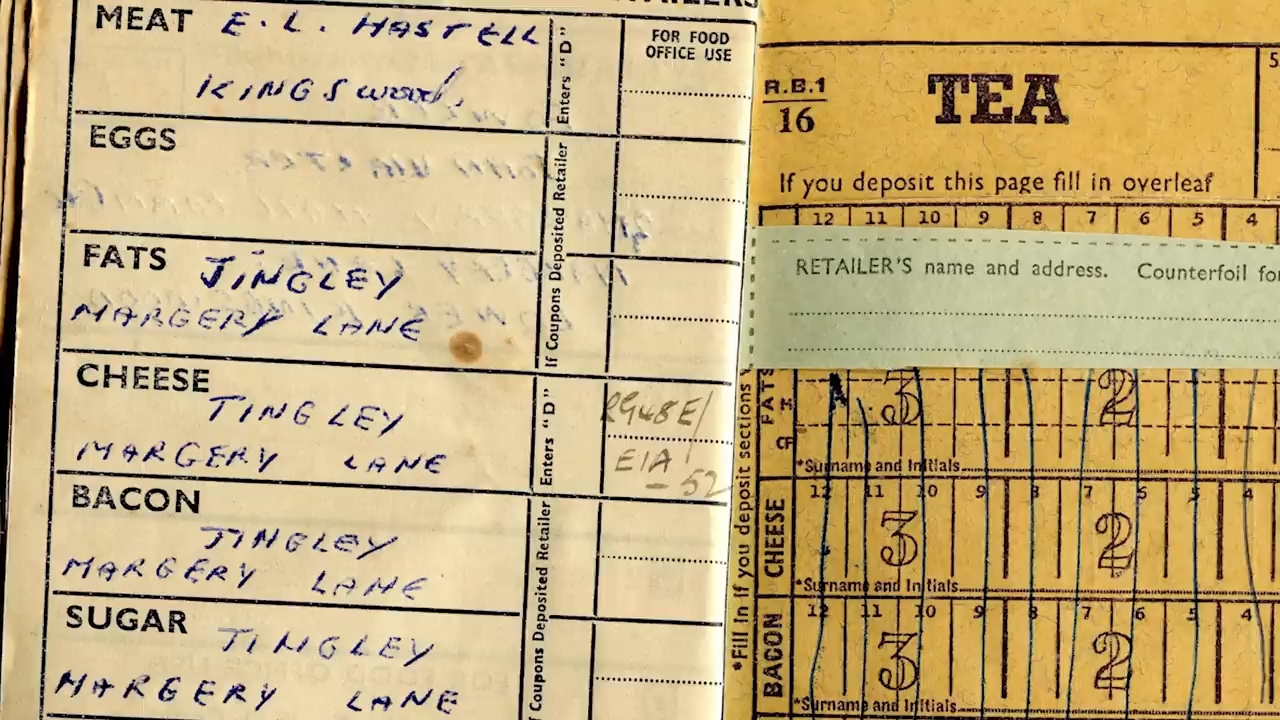 MEAT E. L. HASTELL
KINGSwood.
EGGS
FATS TINGLEY
MARGERY LANE
CHEESE
TINGLEY
MARGERY LANE
BACON
TINGLEY
MARGERY LANE
SUGAR
TINGLEY
MARGERY LANE
Enters "D"
If Coupons Deposited Retailer
Enters "D"
If Coupons Deposited Retailer
FOR FOOD
OFFICE USE
EIA
- 52
R.B.1
16
TEA
If you deposit this page fill in overleaf
12 11 10 9 8 7 6 5 4
RETAILER'S name and address. Counterfoil for
*Fill in if you deposit sections
FATS
CF
3 2
*Surname and Initials
12 11 10 9 8 7 6 5 4
CHEESE
3 2
*Surname and Initials
12 11 10 9 8 7 6 5 4
BACON
3 2
*Surname and Initials